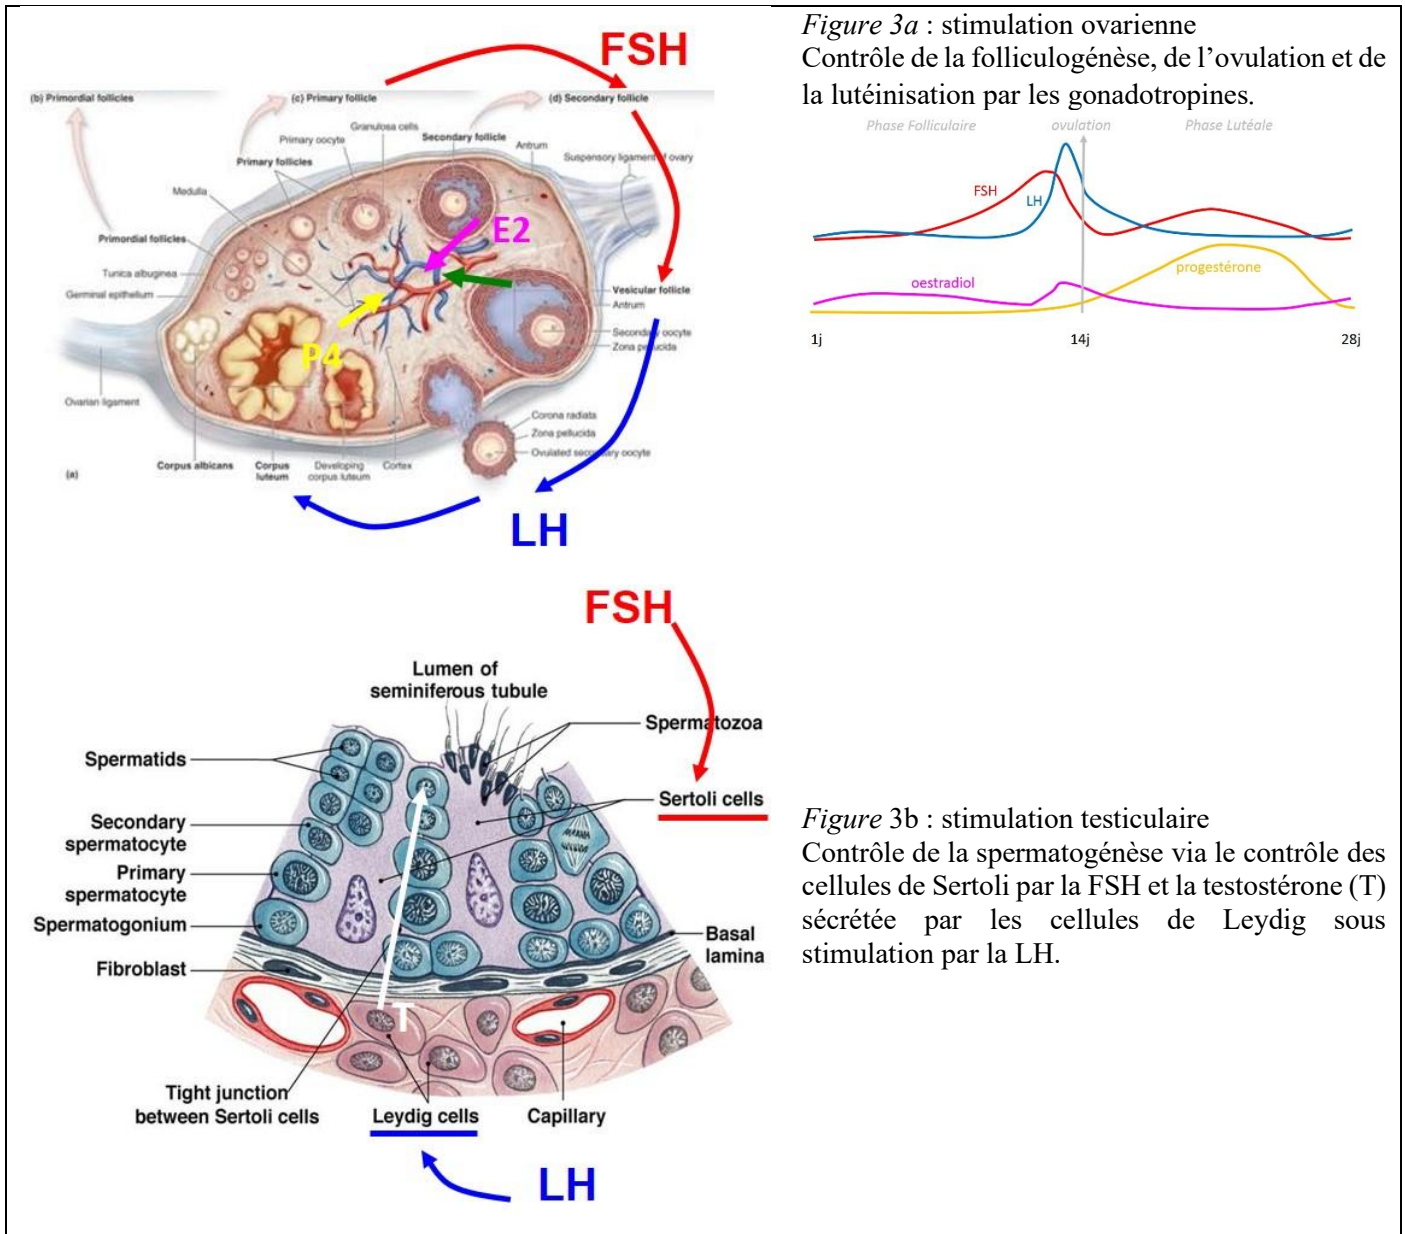 FSH
(b) Primordial follicles
(c) Primary follicle
(d) Secondary follicle
Granulosa cells
Primary oocyte
Secondary follicle
Antrum
Suspensory ligament of ovary
Primary follicles
Medulla
E2
Primordial follicles
Tunica albuginea
Germinal epithelium
Vesicular follicle
Antrum
Secondary oocyte
Zona pellucida
P4
Ovarian ligament
Corona radiata
Zona pellucida
Ovulated secondary oocyte
Corpus albicans
Corpus
luteum
Developing
corpus luteum
Cortex
(a)
LH
Figure 3a : stimulation ovarienne
Contrôle de la folliculogénèse, de l’ovulation et de
la lutéinisation par les gonadotropines.
Phase Folliculaire
ovulation
Phase Lutéale
FSH
LH
oestradiol
progestérone
1j
14j
28j
FSH
Lumen of
seminiferous tubule
Spermatozoa
Spermatids
Sertoli cells
Secondary
spermatocyte
Primary
spermatocyte
Spermatogonium
Basal
lamina
Fibroblast
T
Tight junction
between Sertoli cells
Leydig cells
Capillary
LH
Figure 3b : stimulation testiculaire
Contrôle de la spermatogénèse via le contrôle des
cellules de Sertoli par la FSH et la testostérone (T)
sécrétée par les cellules de Leydig sous
stimulation par la LH.